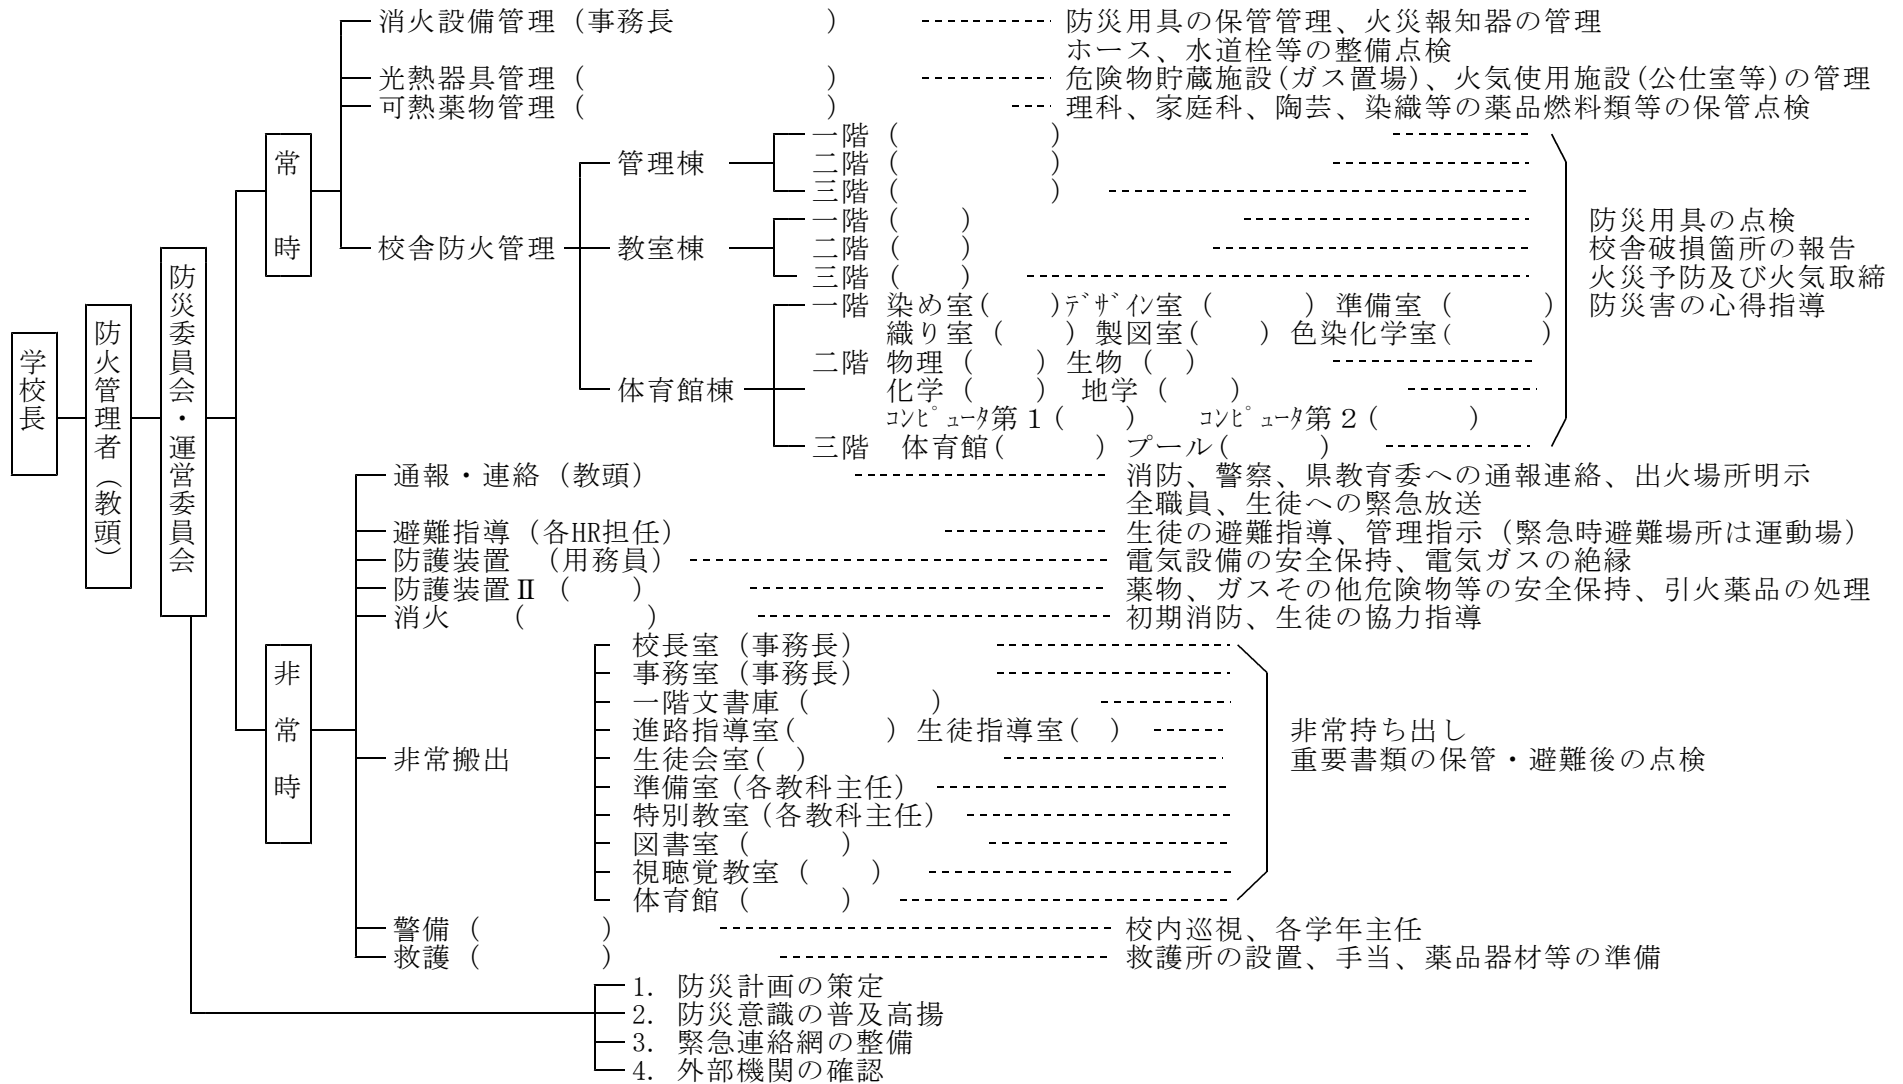 消火設備管理（事務長　　　　　）　防災用具の保管管理、火災報知器の管理
ホース、水道栓等の整備点検
光熱器具管理（　　　　　　　　）　危険物貯蔵施設(ガス置場)、火気使用施設(公仕室等)の管理
可熱薬物管理（　　　　　　　　）　理科、家庭科、陶芸、染織等の薬品燃料類等の保管点検
常時
校舎防火管理
管理棟
一階（　　　　　）
二階（　　　　　）
三階（　　　　　）
教室棟
一階（　　）
二階（　　）
三階（　　）
体育館棟
一階 染め室（　　）ﾃﾞｻﾞｲﾝ室（　　　）準備室（　　　）
織り室（　　）製図室（　　）色染化学室（　　　）
二階 物理（　　）生物（　）
化学（　　）　地学（　　）
ｺﾝﾋﾟｭｰﾀ第１（　　）　ｺﾝﾋﾟｭｰﾀ第２（　　　）
三階　体育館（　　　）プール（　　　）
防災用具の点検
校舎破損箇所の報告
火災予防及び火気取締
防災害の心得指導
学校長
防火管理者（教頭）
防災委員会・運営委員会
非常時
通報・連絡（教頭）　消防、警察、県教育委への通報連絡、出火場所明示
全職員、生徒への緊急放送
避難指導（各HR担任）　生徒の避難指導、管理指示（緊急時避難場所は運動場）
防護装置　（用務員）　電気設備の安全保持、電気ガスの絶縁
防護装置Ⅱ（　　）　薬物、ガスその他危険物等の安全保持、引火薬品の処理
消火　　（　　　　）　初期消防、生徒の協力指導
非常搬出
校長室（事務長）
事務室（事務長）
一階文書庫（　　　　）
進路指導室（　　　）生徒指導室（　）
生徒会室（　）
準備室（各教科主任）
特別教室（各教科主任）
図書室（　　　）
視聴覚教室（　　）
体育館（　　　）
非常持ち出し
重要書類の保管・避難後の点検
警備（　　　　）　校内巡視、各学年主任
救護（　　　　）　救護所の設置、手当、薬品器材等の準備
1. 防災計画の策定
2. 防災意識の普及高揚
3. 緊急連絡網の整備
4. 外部機関の確認